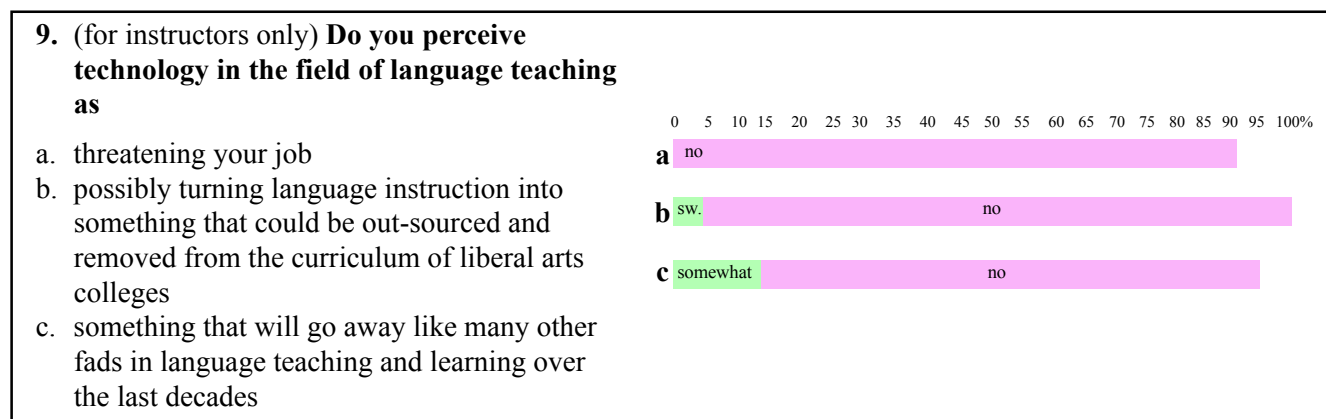 9. (for instructors only) Do you perceive
technology in the field of language teaching
as
a. threatening your job
b. possibly turning language instruction into
something that could be out-sourced and
removed from the curriculum of liberal arts
colleges
c. something that will go away like many other
fads in language teaching and learning over
the last decades
0 5 10 15 20 25 30 35 40 45 50 55 60 65 70 75 80 85 90 95 100%
a no
b sw. no
c somewhat no